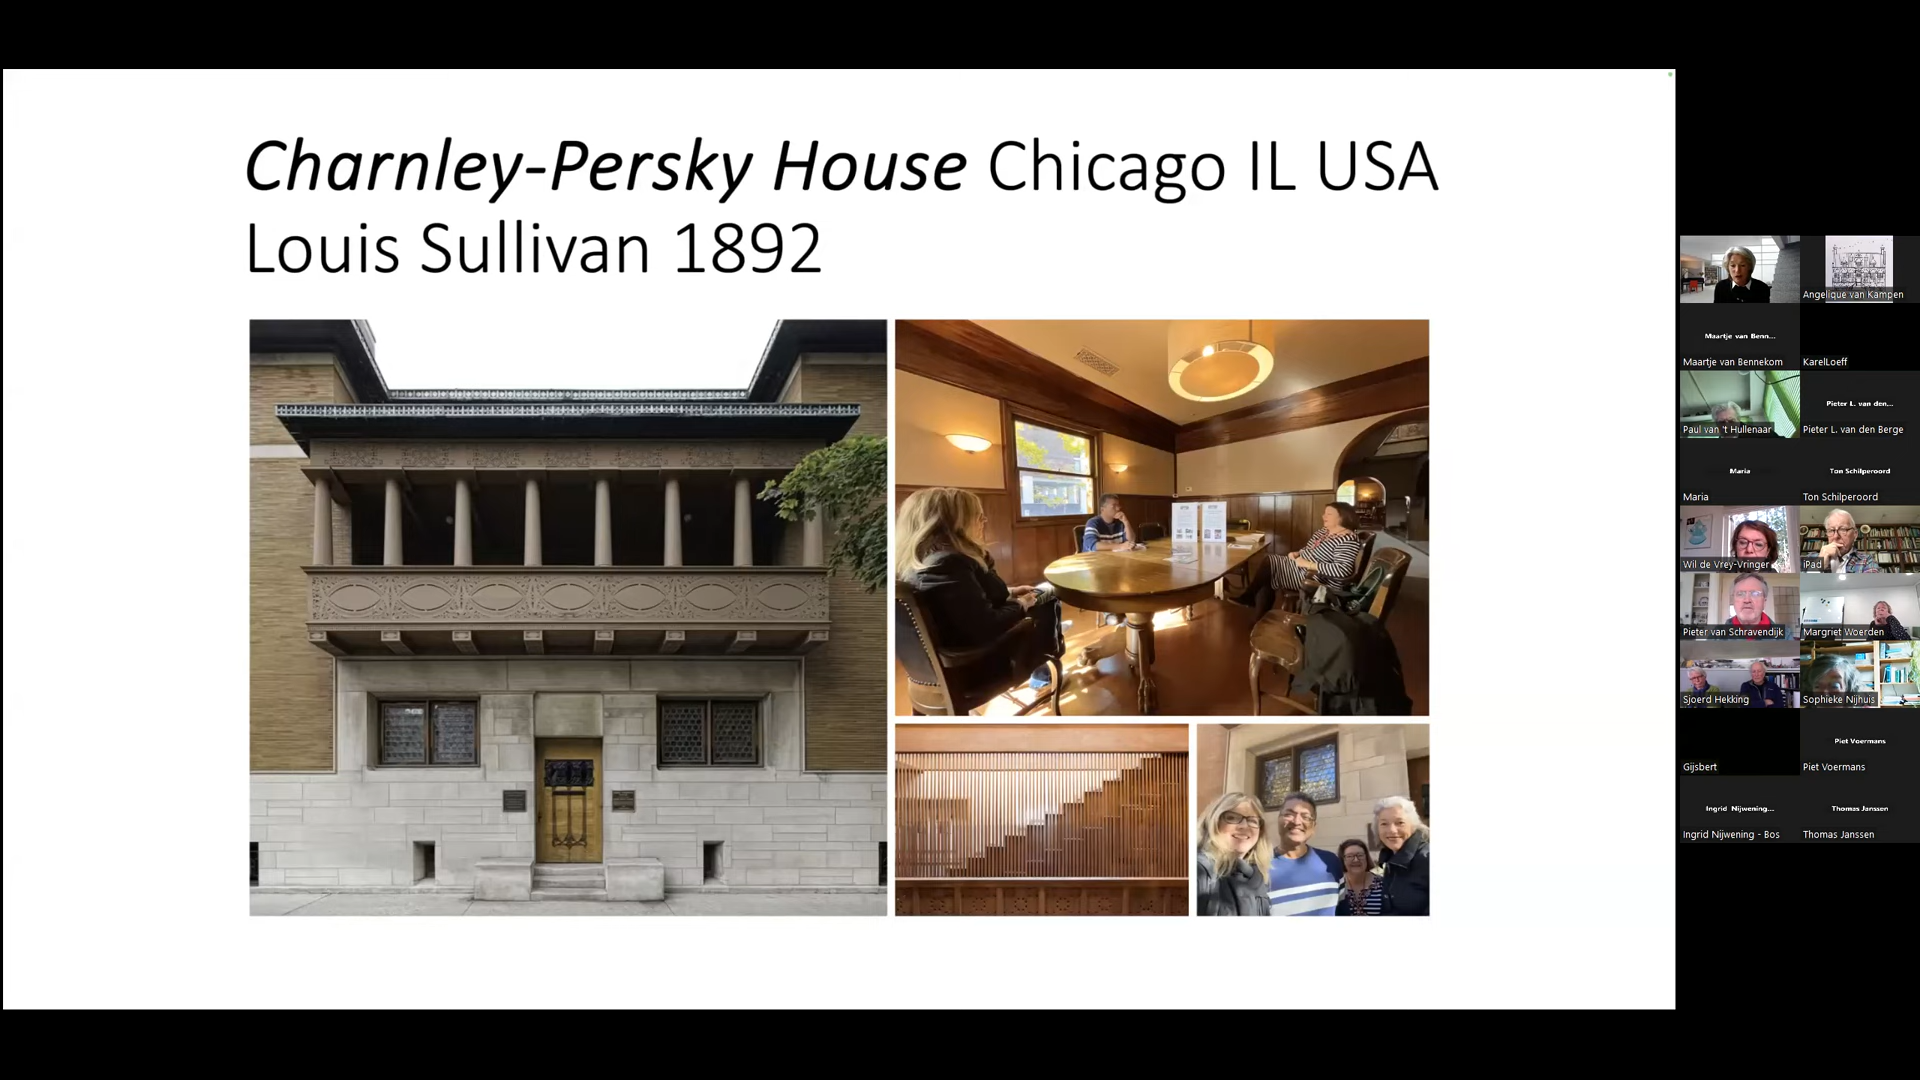 Charnley-Persky House Chicago IL USA
Louis Sullivan 1892
Angelique van Kampen
Maartje van Benn...
Maartje van Bennekom
KarelLoeff
Paul van 't Hullenaar
Pieter L. van den...
Pieter L. van den Berge
Maria
Maria
Ton Schilperoord
Ton Schilperoord
Wil de Vrey-Vringer
iPad
Pieter van Schravendijk
Margriet Woerden
Sjoerd Hekking
Sophieke Nijhuis
Gijsbert
Piet Voermans
Piet Voermans
Ingrid Nijwening...
Ingrid Nijwening - Bos
Thomas Janssen
Thomas Janssen